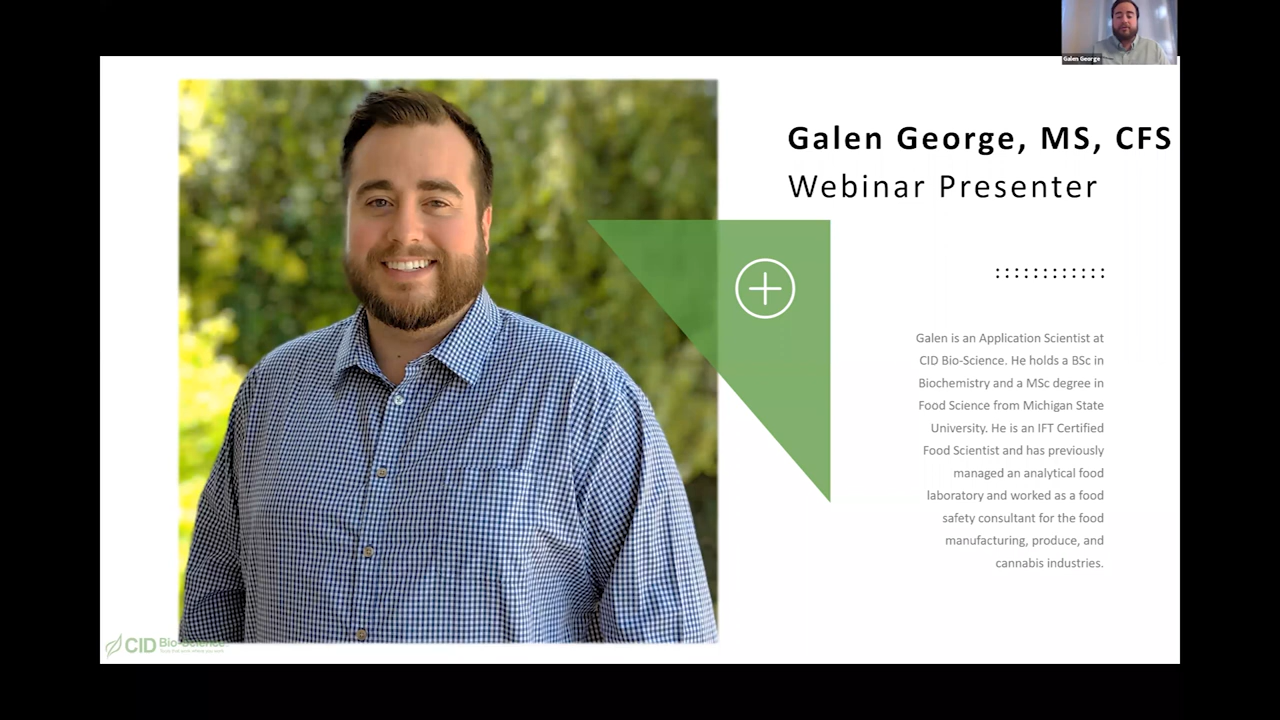 Galen George
Galen George, MS, CFS
Webinar Presenter
Galen is an Application Scientist at
CID Bio-Science. He holds a BSc in
Biochemistry and a MSc degree in
Food Science from Michigan State
University. He is an IFT Certified
Food Scientist and has previously
managed an analytical food
laboratory and worked as a food
safety consultant for the food
manufacturing, produce, and
cannabis industries.
CID Bio-Science